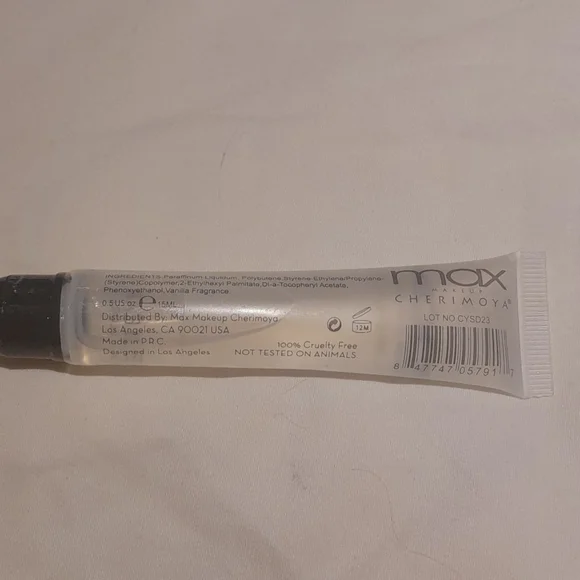 INGREDIENTS:Paraffinum Liquidum, Polybutene, Styrene-Ethylene/Propylene-
(Styrene)Copolymer,2-Ethylhexyl Palmitate, Dl-a-Tocopheryl Acetate,
Phenoxyethanol, Vanilla Fragrance.
0.5 US oz e 15ML
Distributed By: Max Makeup Cherimoya
Los Angeles, CA 90021 USA
Made in P.R.C.
Designed in Los Angeles
12M
100% Cruelty Free
NOT TESTED ON ANIMALS
max
MAKEUP
CHERIMOYA®
LOT NO CYSD23
8 47747 05791 7